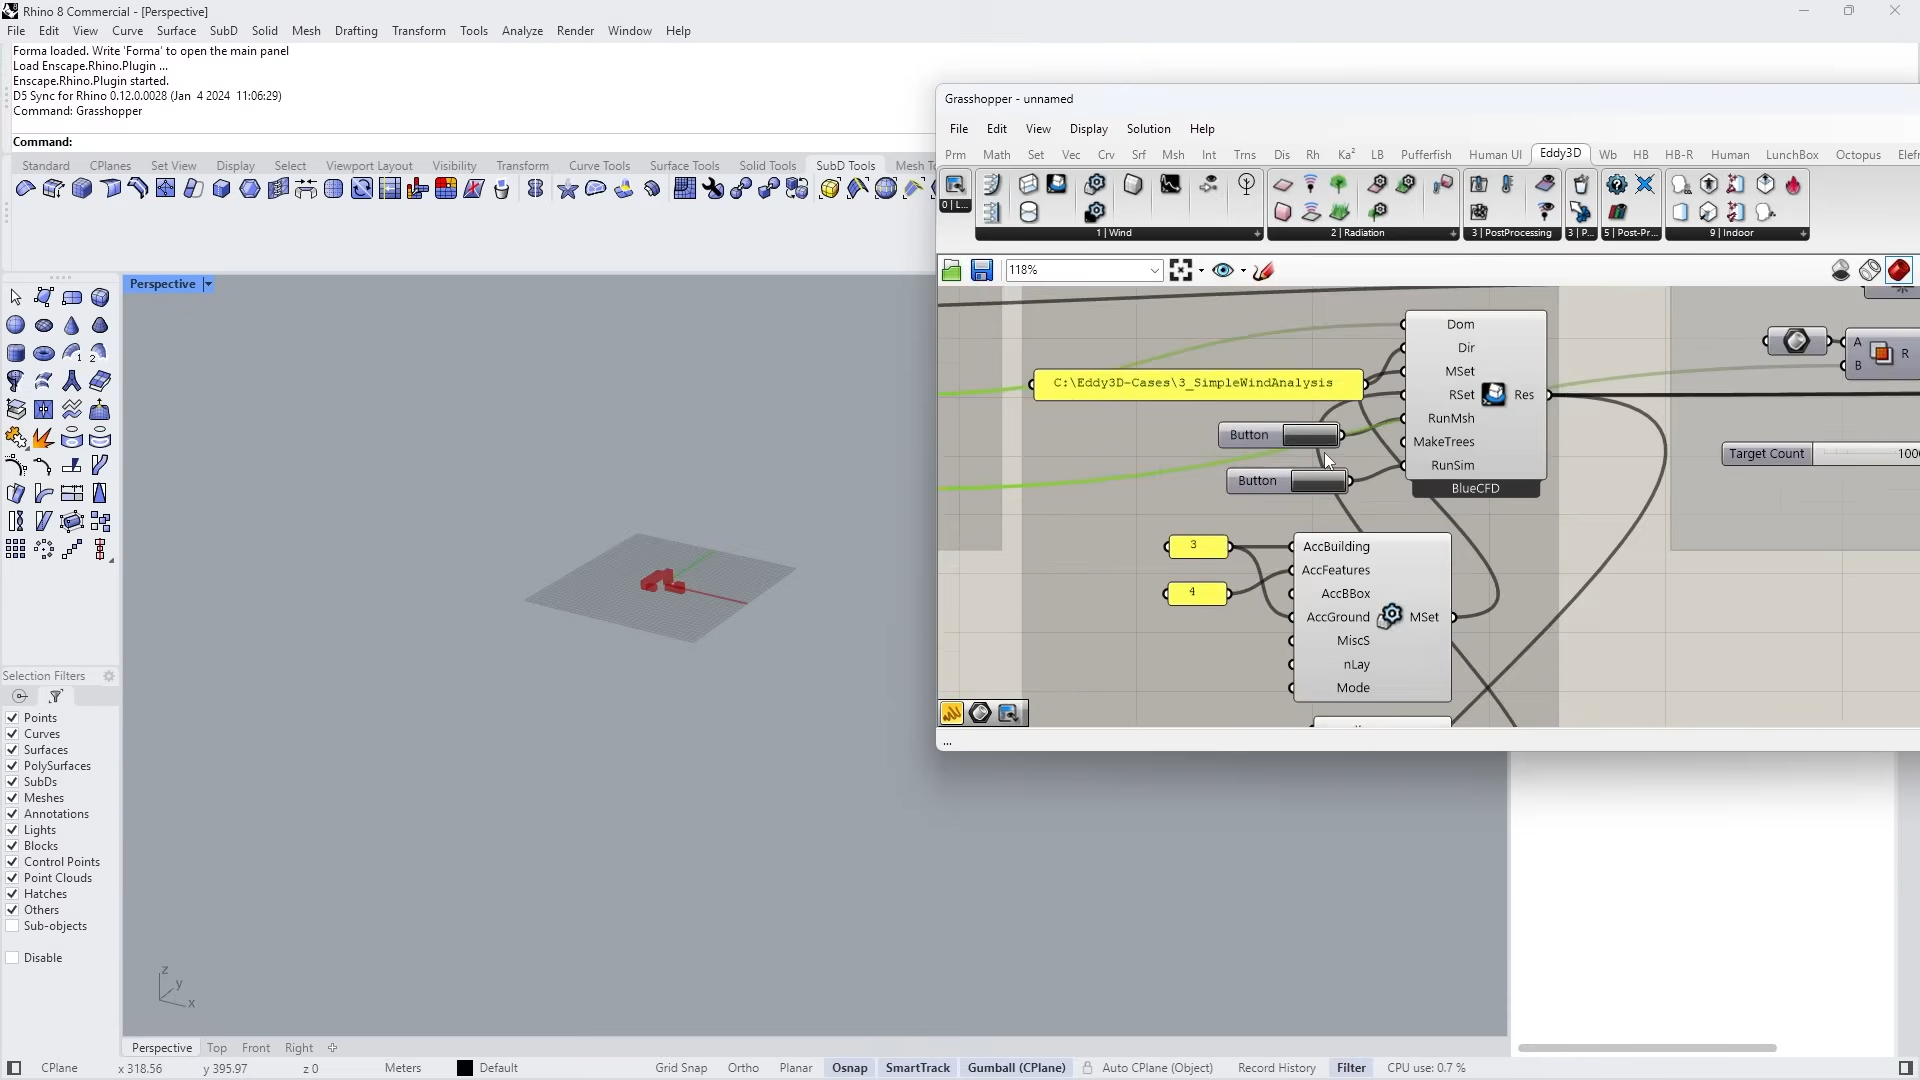 Rhino 8 Commercial - [Perspective]
File Edit View Curve Surface SubD Solid Mesh Drafting Transform Tools Analyze Render Window Help
Forma loaded. Write 'Forma' to open the main panel
Load Enscape.Rhino.Plugin ...
Enscape.Rhino.Plugin started.
D5 Sync for Rhino 0.12.0.0028 (Jan 4 2024 11:06:29)
Command: Grasshopper
Command:
Standard CPlanes Set View Display Select Viewport Layout Visibility Transform Curve Tools Surface Tools Solid Tools SubD Tools Mesh To
Grasshopper - unnamed
File Edit View Display Solution Help
Prm Math Set Vec Crv Srf Msh Int Trns Dis Rh Ka² LB Pufferfish Human UI Eddy3D Wb HB HB-R Human LunchBox Octopus Elefr
0 | L... 1 | Wind 2 | Radiation 3 | PostProcessing 3 | P... 5 | Post-Pr... 9 | Indoor
118%
Perspective
Dom
Dir
MSet
RSet
RunMsh
MakeTrees
RunSim
Res
BlueCFD
C:\Eddy3D-Cases\3_SimpleWindAnalysis
Button
Button
A
B
R
Target Count 100
3
4
AccBuilding
AccFeatures
AccBBox
AccGround
MiscS
nLay
Mode
MSet
...
Selection Filters
Points
Curves
Surfaces
PolySurfaces
SubDs
Meshes
Annotations
Lights
Blocks
Control Points
Point Clouds
Hatches
Others
Sub-objects
Disable
z
y
x
Perspective Top Front Right
CPlane x 318.56 y 395.97 z 0 Meters Default Grid Snap Ortho Planar Osnap SmartTrack Gumball (CPlane) Auto CPlane (Object) Record History Filter CPU use: 0.7 %